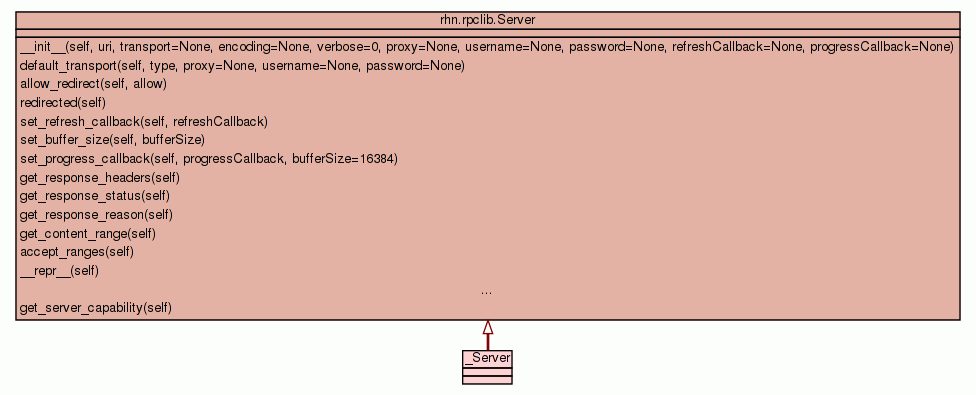 rhn.rpclib.Server
__init__(self, uri, transport=None, encoding=None, verbose=0, proxy=None, username=None, password=None, refreshCallback=None, progressCallback=None)
default_transport(self, type, proxy=None, username=None, password=None)
allow_redirect(self, allow)
redirected(self)
set_refresh_callback(self, refreshCallback)
set_buffer_size(self, bufferSize)
set_progress_callback(self, progressCallback, bufferSize=16384)
get_response_headers(self)
get_response_status(self)
get_response_reason(self)
get_content_range(self)
accept_ranges(self)
__repr__(self)
...
get_server_capability(self)
_Server